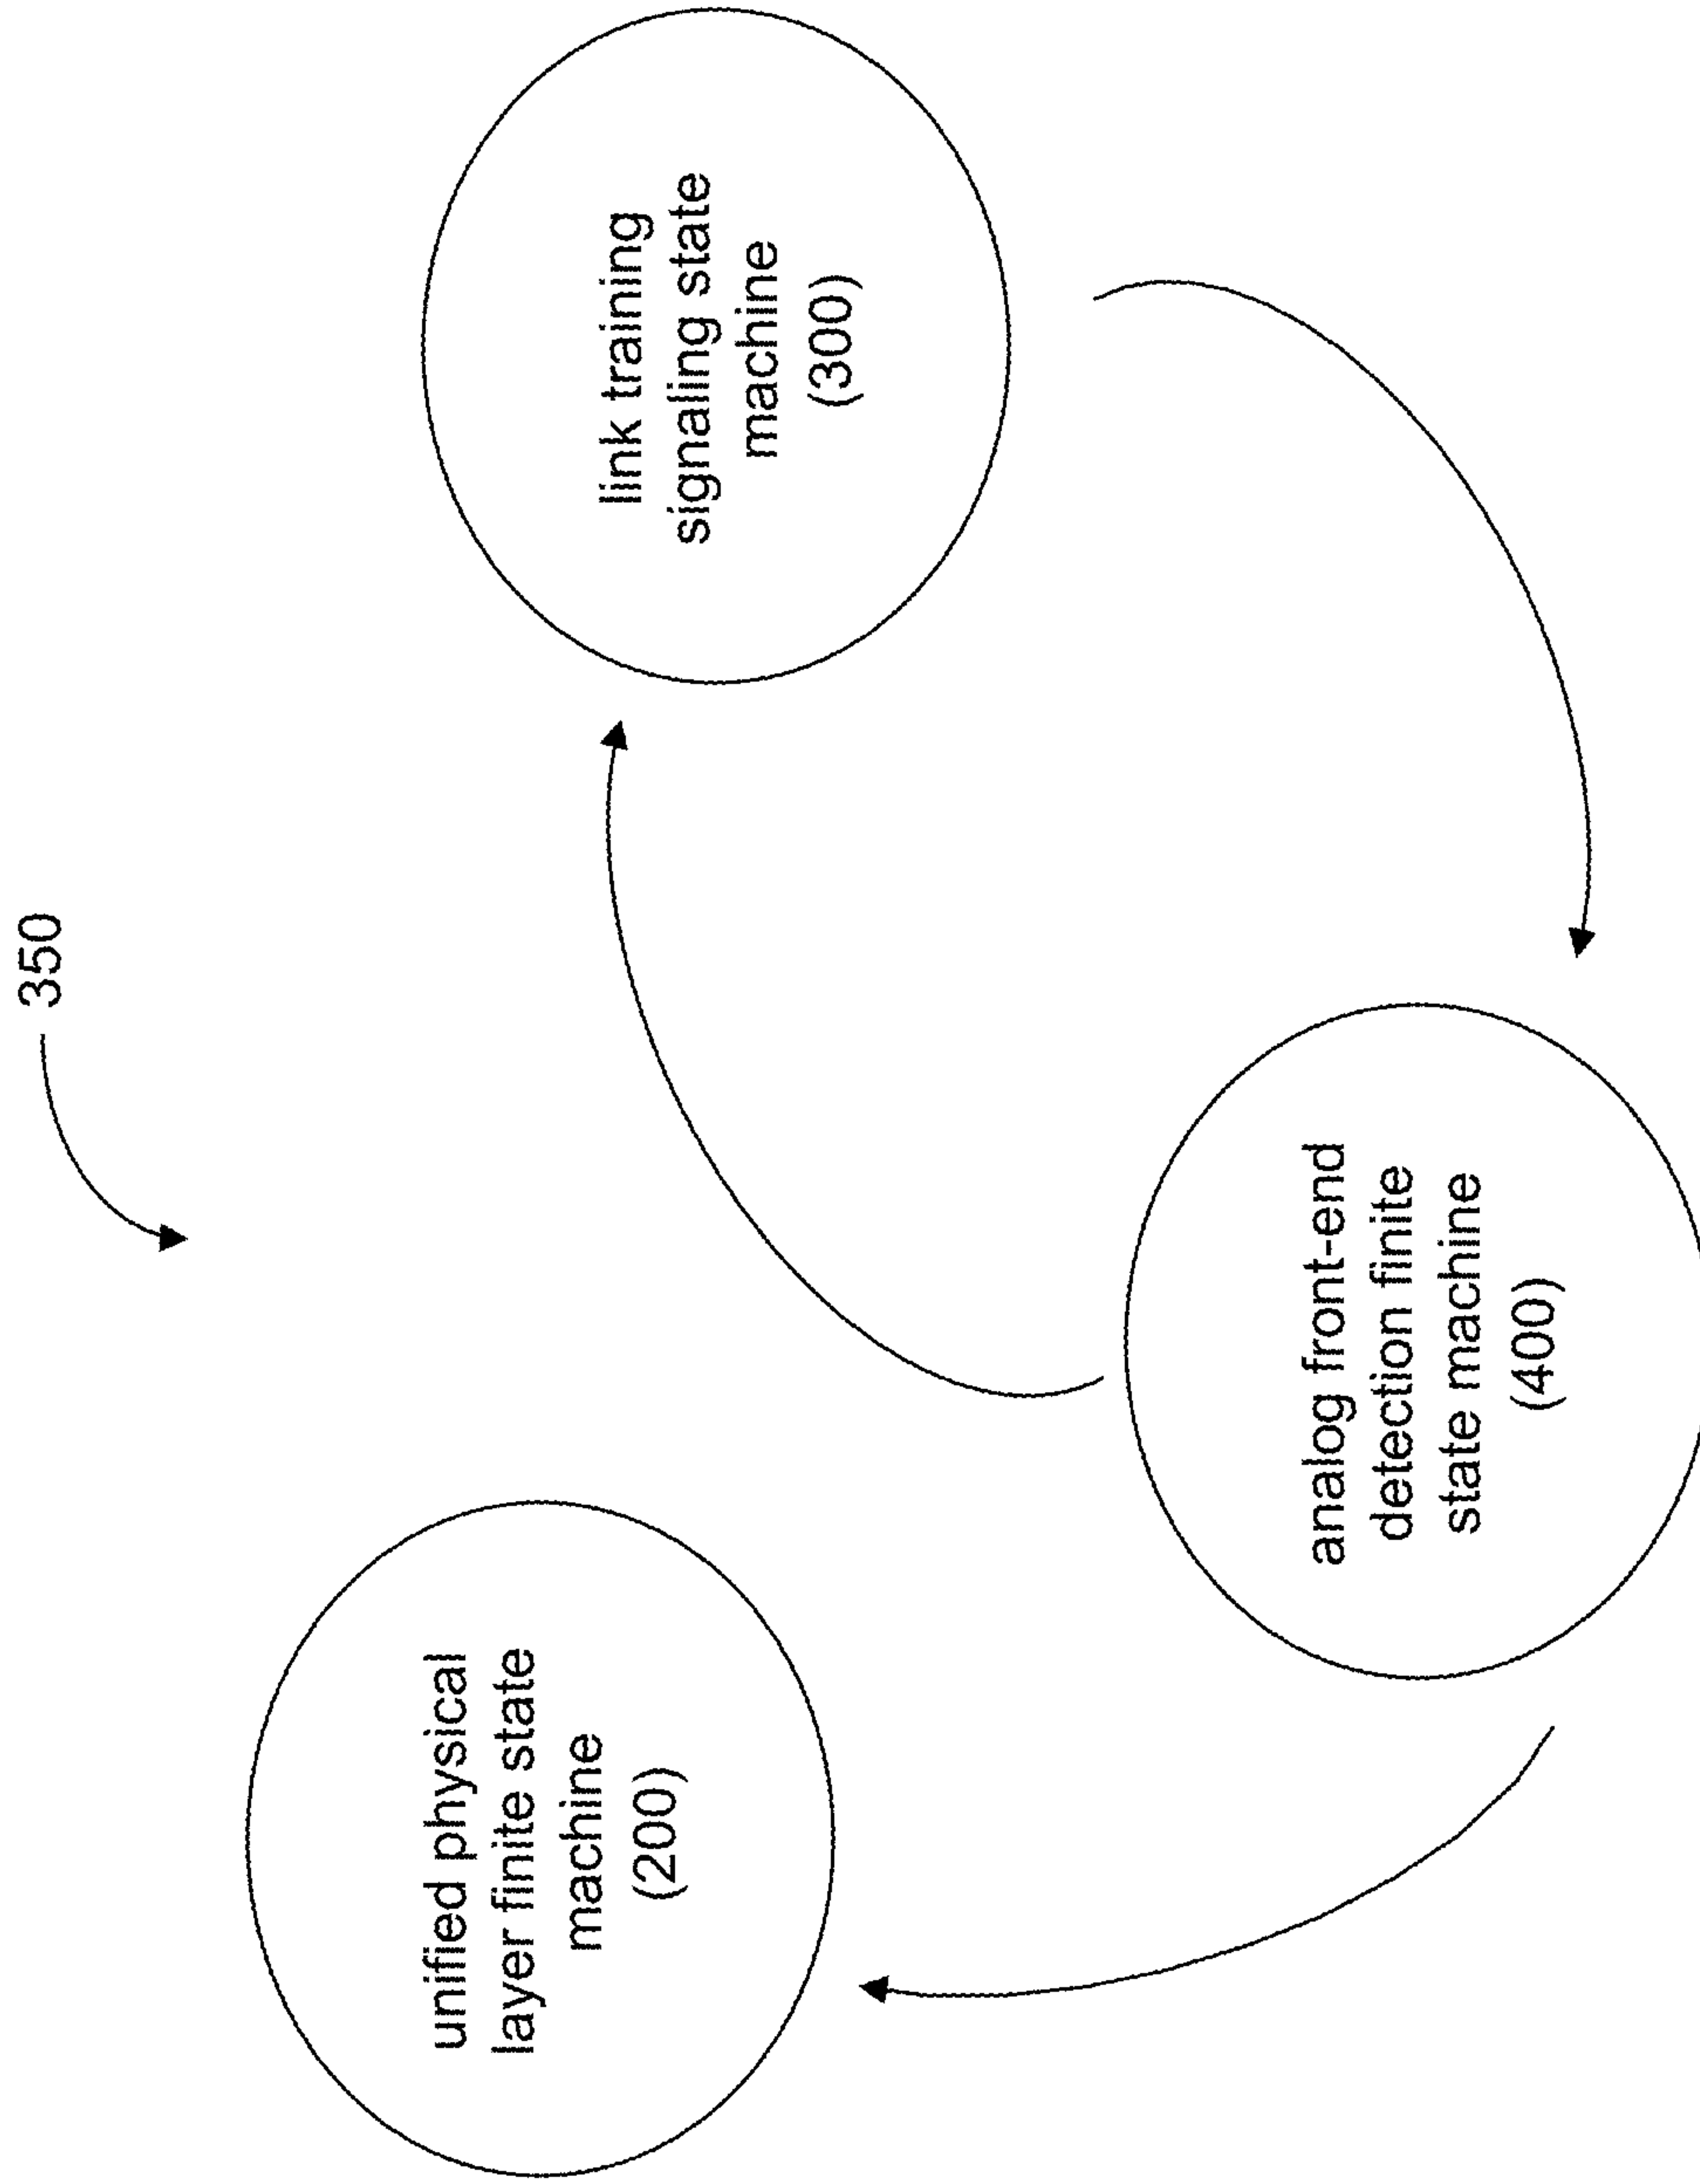 350
unified physical
layer finite state
machine
(200)
link training
signaling state
machine
(300)
analog front-end
detection finite
state machine
(400)